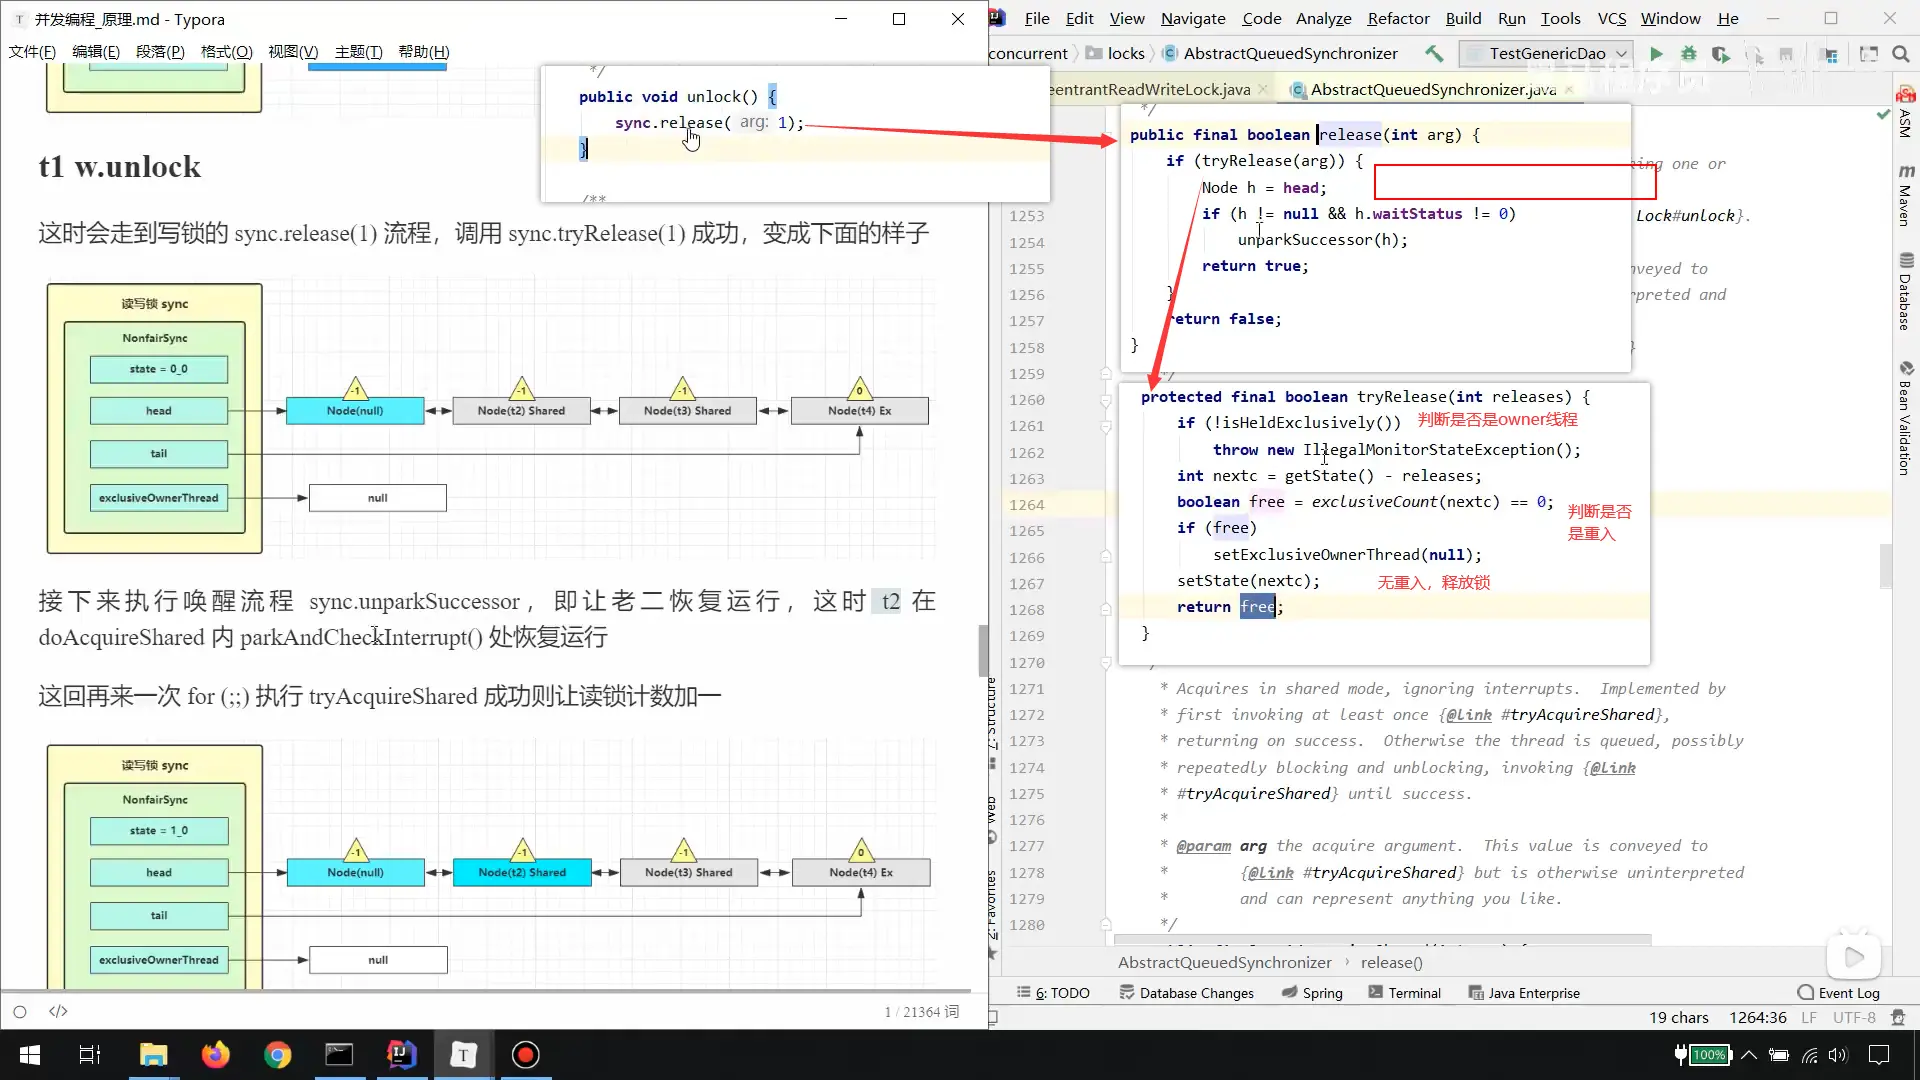 并发编程_原理.md - Typora
文件(F) 编辑(E) 段落(P) 格式(O) 视图(V) 主题(T) 帮助(H)
t1 w.unlock
这时会走到写锁的 sync.release(1) 流程，调用 sync.tryRelease(1) 成功，变成下面的样子
读写锁 sync
NonfairSync
state = 0_0
head
tail
exclusiveOwnerThread
-1
-1
-1
0
Node(null)
Node(t2) Shared
Node(t3) Shared
Node(t4) Ex
null
接下来执行唤醒流程 sync.unparkSuccessor，即让老二恢复运行，这时 t2 在
doAcquireShared 内 parkAndCheckInterrupt() 处恢复运行
这回再来一次 for (;;) 执行 tryAcquireShared 成功则让读锁计数加一
读写锁 sync
NonfairSync
state = 1_0
head
tail
exclusiveOwnerThread
-1
-1
-1
0
Node(null)
Node(t2) Shared
Node(t3) Shared
Node(t4) Ex
null
1 / 21364 词
*/
public void unlock() {
sync.release( arg: 1);
}
/**
File Edit View Navigate Code Analyze Refactor Build Run Tools VCS Window He
concurrent locks AbstractQueuedSynchronizer TestGenericDao
eentrantReadWriteLock.java AbstractQueuedSynchronizer.java
*/
public final boolean release(int arg) {
if (tryRelease(arg)) {
Node h = head;
if (h != null && h.waitStatus != 0)
unparkSuccessor(h);
return true;
}
return false;
}
king one or
Lock#unlock}.
nveyed to
rpreted and
}
*/
protected final boolean tryRelease(int releases) {
if (!isHeldExclusively()) 判断是否是owner线程
throw new IllegalMonitorStateException();
int nextc = getState() - releases;
boolean free = exclusiveCount(nextc) == 0; 判断是否
是重入
if (free)
setExclusiveOwnerThread(null);
setState(nextc); 无重入，释放锁
return free;
}
1253
1254
1255
1256
1257
1258
1259
1260
1261
1262
1263
1264
1265
1266
1267
1268
1269
1270
1271 * Acquires in shared mode, ignoring interrupts.  Implemented by
1272 * first invoking at least once {@link #tryAcquireShared},
1273 * returning on success.  Otherwise the thread is queued, possibly
1274 * repeatedly blocking and unblocking, invoking {@link
1275 * #tryAcquireShared} until success.
1276 *
1277 * @param arg the acquire argument.  This value is conveyed to
1278 * {@link #tryAcquireShared} but is otherwise uninterpreted
1279 * and can represent anything you like.
1280 */
AbstractQueuedSynchronizer › release()
6: TODO Database Changes Spring Terminal Java Enterprise Event Log
19 chars 1264:36 LF UTF-8
ASM
Maven
Database
Bean Validation
Web
2: Favorites
100%